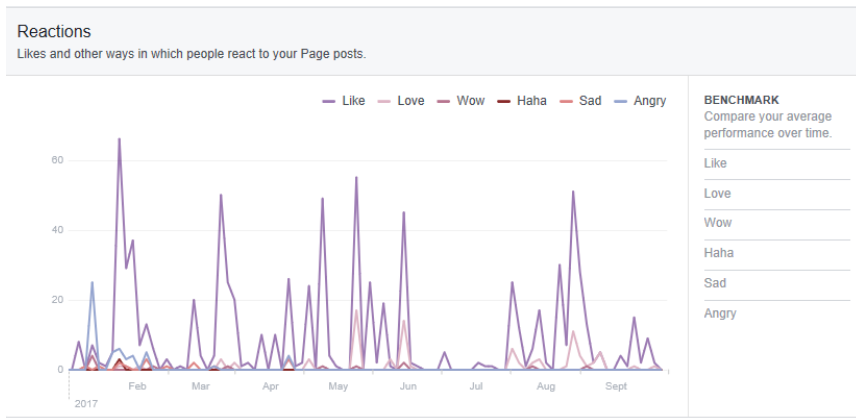 Reactions
Likes and other ways in which people react to your Page posts.
Like Love Wow Haha Sad Angry
BENCHMARK
Compare your average
performance over time.
Like
Love
Wow
Haha
Sad
Angry
60
40
20
0
Feb Mar Apr May Jun Jul Aug Sept
2017